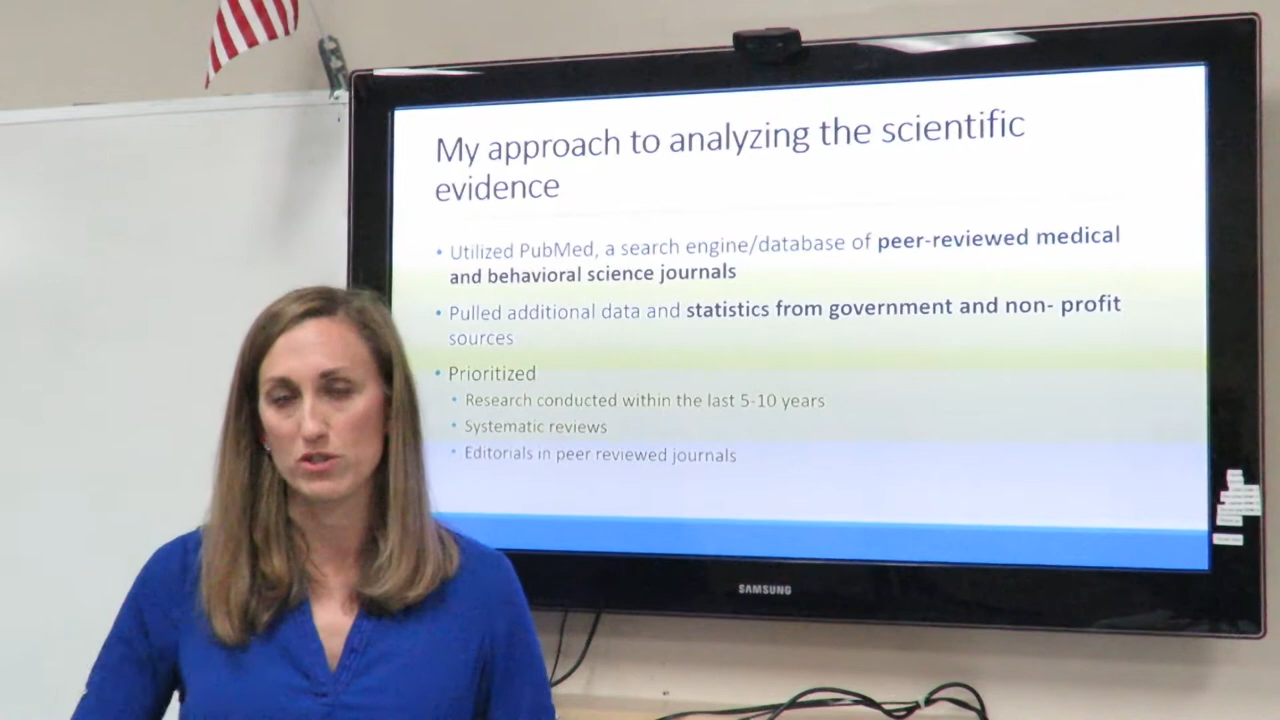 My approach to analyzing the scientific
evidence
• Utilized PubMed, a search engine/database of peer-reviewed medical
and behavioral science journals
• Pulled additional data and statistics from government and non- profit
sources
• Prioritized
• Research conducted within the last 5-10 years
• Systematic reviews
• Editorials in peer reviewed journals
SAMSUNG